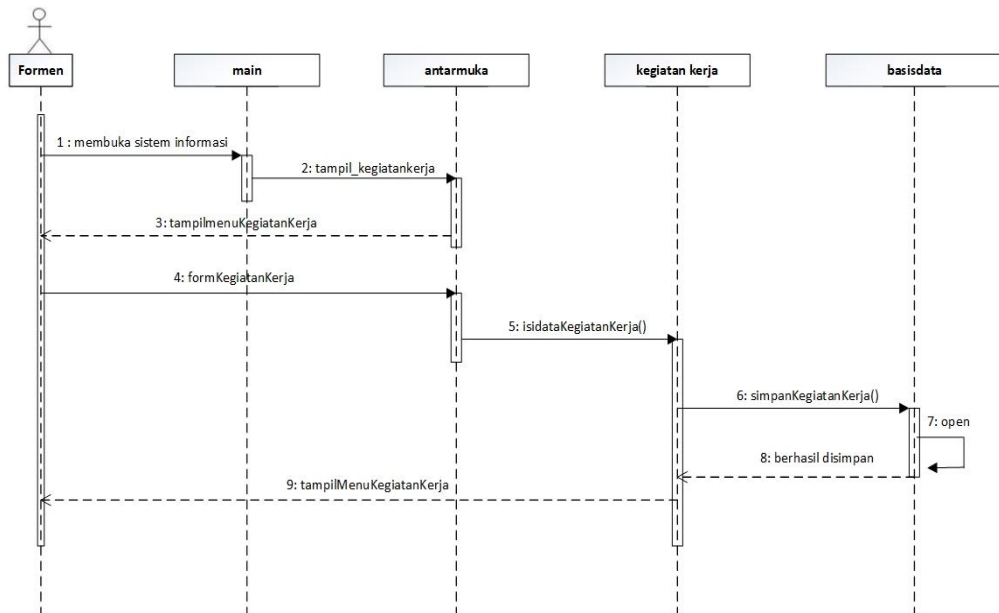 Formen
main
antarmuka
kegiatan kerja
basisdata
1 : membuka sistem informasi
2: tampil_kegiatankerja
3: tampilmenuKegiatanKerja
4: formKegiatanKerja
5: isidataKegiatanKerja()
6: simpanKegiatanKerja()
7: open
8: berhasil disimpan
9: tampilMenuKegiatanKerja